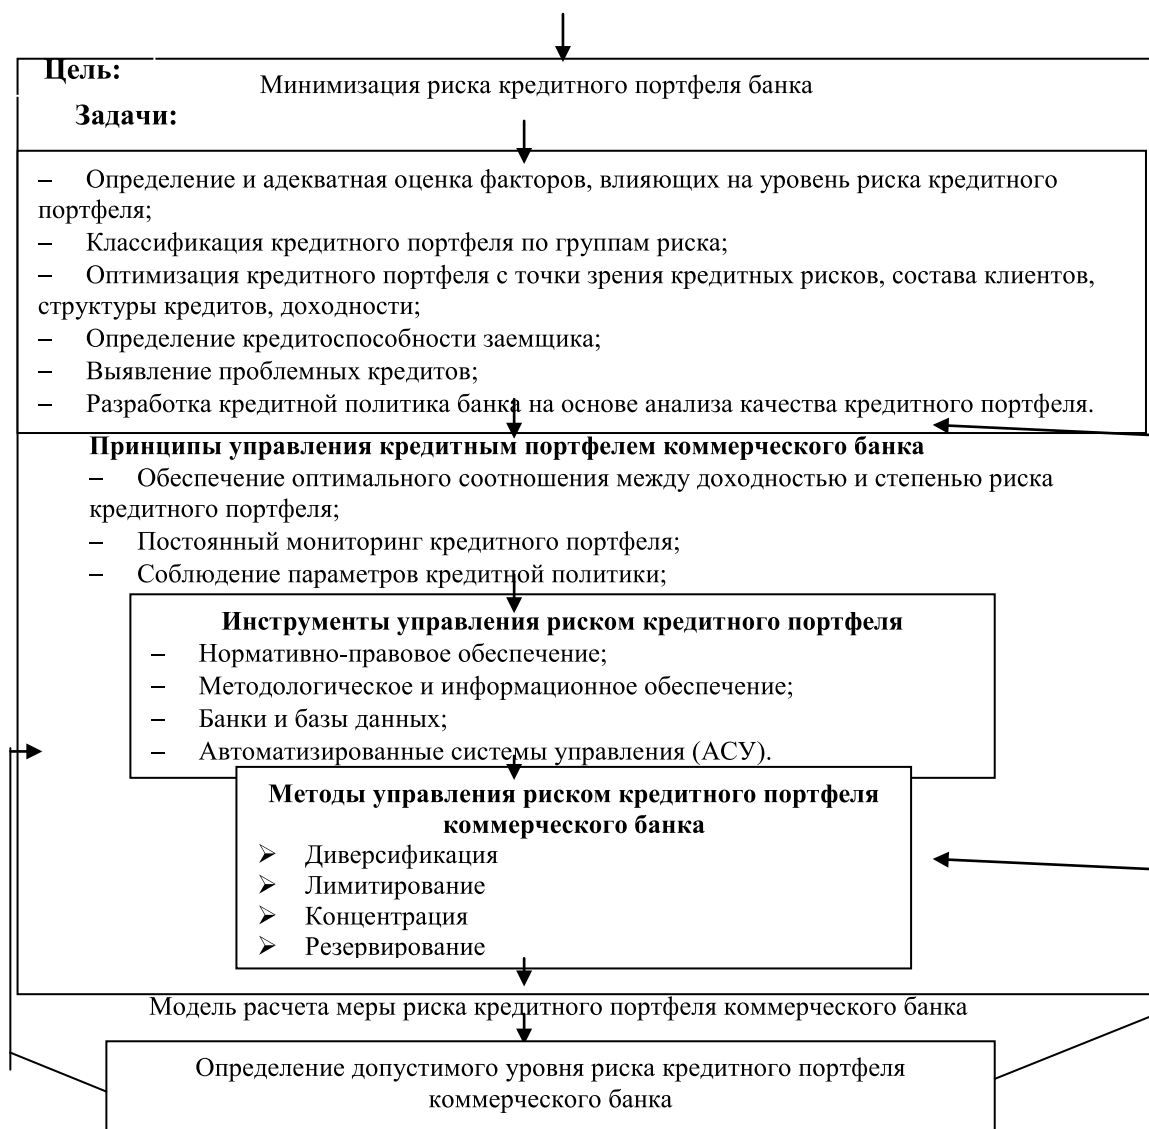 Цель:
Минимизация риска кредитного портфеля банка
Задачи:
– Определение и адекватная оценка факторов, влияющих на уровень риска кредитного
портфеля;
– Классификация кредитного портфеля по группам риска;
– Оптимизация кредитного портфеля с точки зрения кредитных рисков, состава клиентов,
структуры кредитов, доходности;
– Определение кредитоспособности заемщика;
– Выявление проблемных кредитов;
– Разработка кредитной политика банка на основе анализа качества кредитного портфеля.
Принципы управления кредитным портфелем коммерческого банка
– Обеспечение оптимального соотношения между доходностью и степенью риска
кредитного портфеля;
– Постоянный мониторинг кредитного портфеля;
– Соблюдение параметров кредитной политики;
Инструменты управления риском кредитного портфеля
– Нормативно-правовое обеспечение;
– Методологическое и информационное обеспечение;
– Банки и базы данных;
– Автоматизированные системы управления (АСУ).
Методы управления риском кредитного портфеля
коммерческого банка
➢ Диверсификация
➢ Лимитирование
➢ Концентрация
➢ Резервирование
Модель расчета меры риска кредитного портфеля коммерческого банка
Определение допустимого уровня риска кредитного портфеля
коммерческого банка